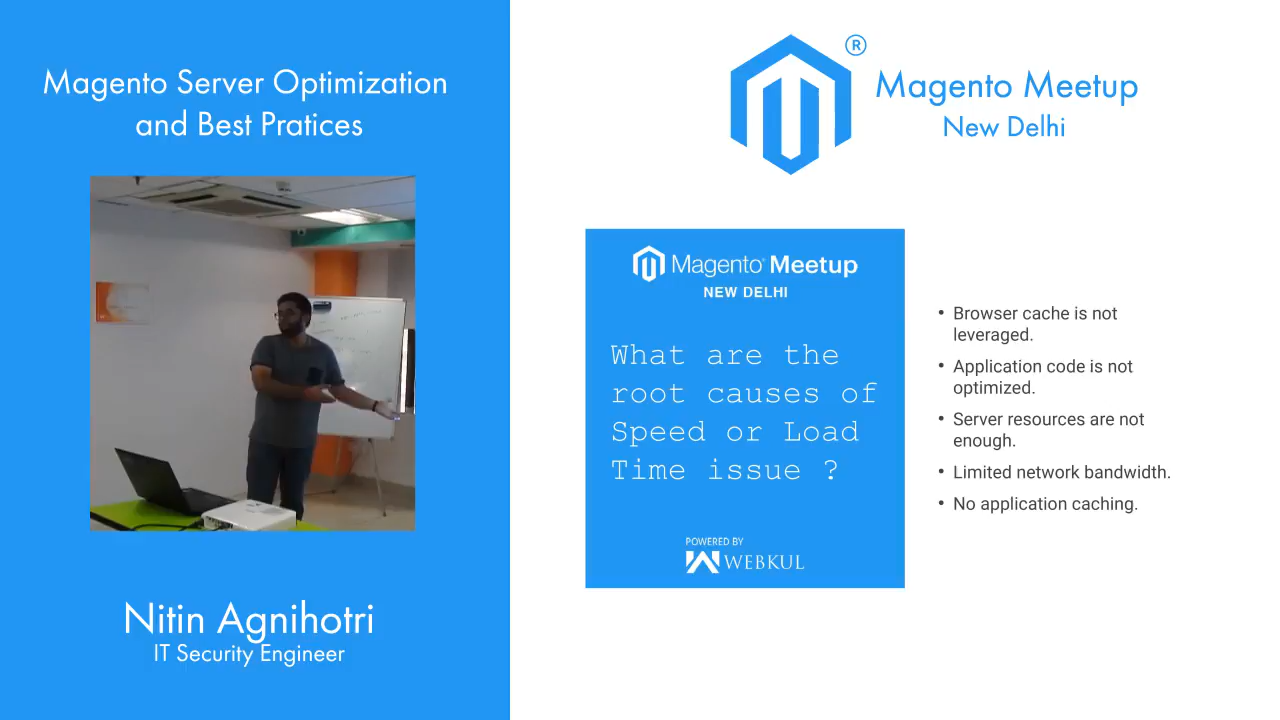 Magento Server Optimization
and Best Pratices
Nitin Agnihotri
IT Security Engineer
®
Magento Meetup
New Delhi
Magento® Meetup
NEW DELHI
What are the
root causes of
Speed or Load
Time issue ?
POWERED BY
WEBKUL
• Browser cache is not
leveraged.
• Application code is not
optimized.
• Server resources are not
enough.
• Limited network bandwidth.
• No application caching.